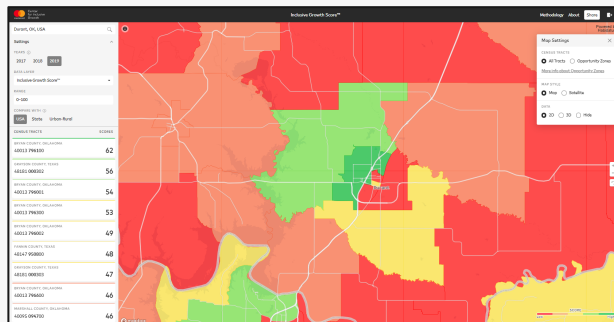 Center
for Inclusive
Growth
Inclusive Growth Score™
Methodology About Share
Durant, OK, USA
Settings
YEARS
2017 2018 2019
DATA LAYER
Inclusive Growth Score™
RANGE
0-100
COMPARE WITH
USA State Urban-Rural
CENSUS TRACTS SCORES
BRYAN COUNTY, OKLAHOMA
40013 796100 62
GRAYSON COUNTY, TEXAS
48181 000302 56
BRYAN COUNTY, OKLAHOMA
40013 796001 54
BRYAN COUNTY, OKLAHOMA
40013 796300 53
BRYAN COUNTY, OKLAHOMA
40013 796002 49
FANNIN COUNTY, TEXAS
48147 950800 48
GRAYSON COUNTY, TEXAS
48181 000303 47
BRYAN COUNTY, OKLAHOMA
40013 796400 46
MARSHALL COUNTY, OKLAHOMA
40095 094700 46
Durant
Map Settings
CENSUS TRACTS
All Tracts Opportunity Zones
More info about Opportunity Zones
MAP STYLE
Map Satellite
DATA
2D 3D Hide
SCORE